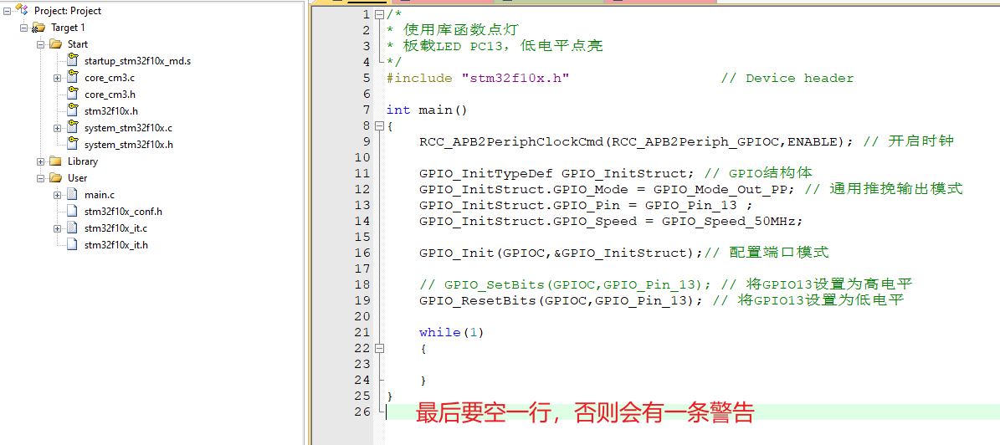 Project: Project
Target 1
Start
startup_stm32f10x_md.s
core_cm3.c
core_cm3.h
stm32f10x.h
system_stm32f10x.c
system_stm32f10x.h
Library
User
main.c
stm32f10x_conf.h
stm32f10x_it.c
stm32f10x_it.h
1 /*
2 * 使用库函数点灯
3 * 板载LED PC13，低电平点亮
4 */
5 #include "stm32f10x.h" // Device header
6
7 int main()
8 {
9 RCC_APB2PeriphClockCmd(RCC_APB2Periph_GPIOC,ENABLE); // 开启时钟
10
11 GPIO_InitTypeDef GPIO_InitStruct; // GPIO结构体
12 GPIO_InitStruct.GPIO_Mode = GPIO_Mode_Out_PP; // 通用推挽输出模式
13 GPIO_InitStruct.GPIO_Pin = GPIO_Pin_13 ;
14 GPIO_InitStruct.GPIO_Speed = GPIO_Speed_50MHz;
15
16 GPIO_Init(GPIOC,&GPIO_InitStruct);// 配置端口模式
17
18 // GPIO_SetBits(GPIOC,GPIO_Pin_13); // 将GPIO13设置为高电平
19 GPIO_ResetBits(GPIOC,GPIO_Pin_13); // 将GPIO13设置为低电平
20
21 while(1)
22 {
23
24 }
25 }
26 最后要空一行，否则会有一条警告